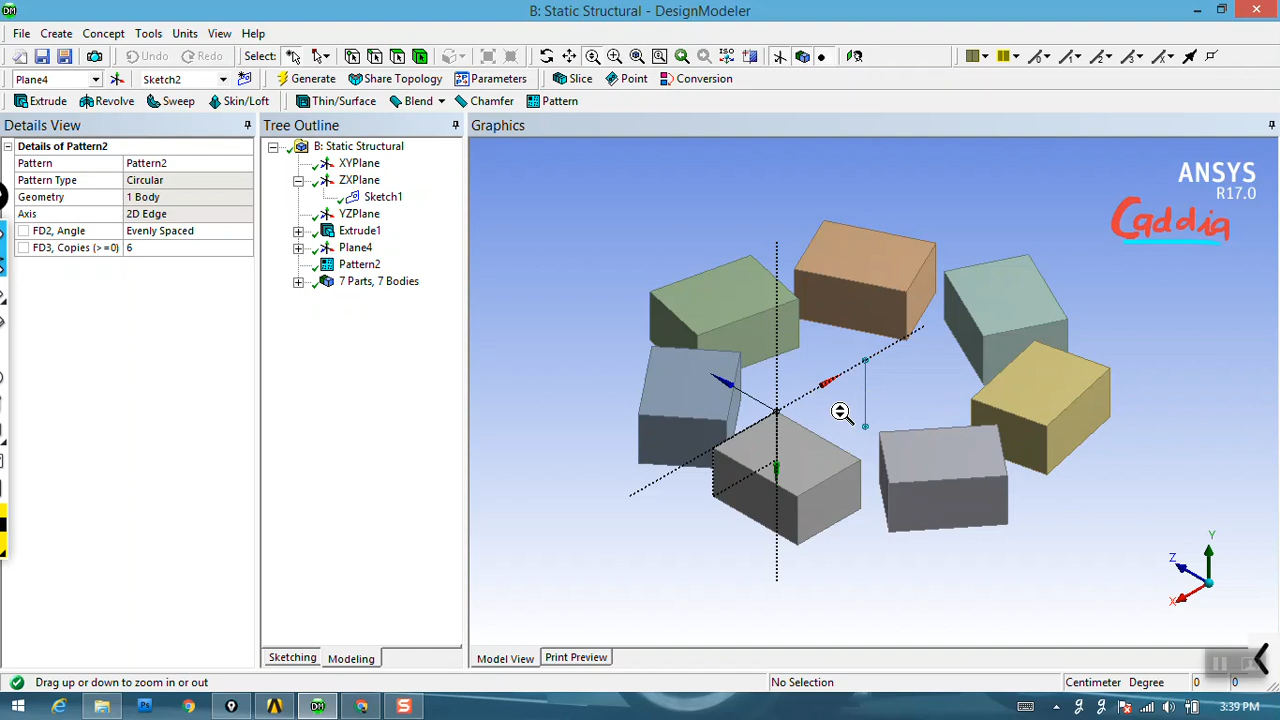 DM B: Static Structural - DesignModeler
File Create Concept Tools Units View Help Undo Redo Select:
Plane4 Sketch2 Generate Share Topology Parameters Slice Point Conversion
Extrude Revolve Sweep Skin/Loft Thin/Surface Blend Chamfer Pattern
Details View
Details of Pattern2
Pattern Pattern2
Pattern Type Circular
Geometry 1 Body
Axis 2D Edge
FD2, Angle Evenly Spaced
FD3, Copies (>=0) 6
Tree Outline
B: Static Structural
XYPlane
ZXPlane
Sketch1
YZPlane
Extrude1
Plane4
Pattern2
7 Parts, 7 Bodies
Sketching Modeling
Graphics
ANSYS
R17.0
Caddia
Y
Z
X
Model View Print Preview
Drag up or down to zoom in or out No Selection Centimeter Degree 0 0
3:39 PM